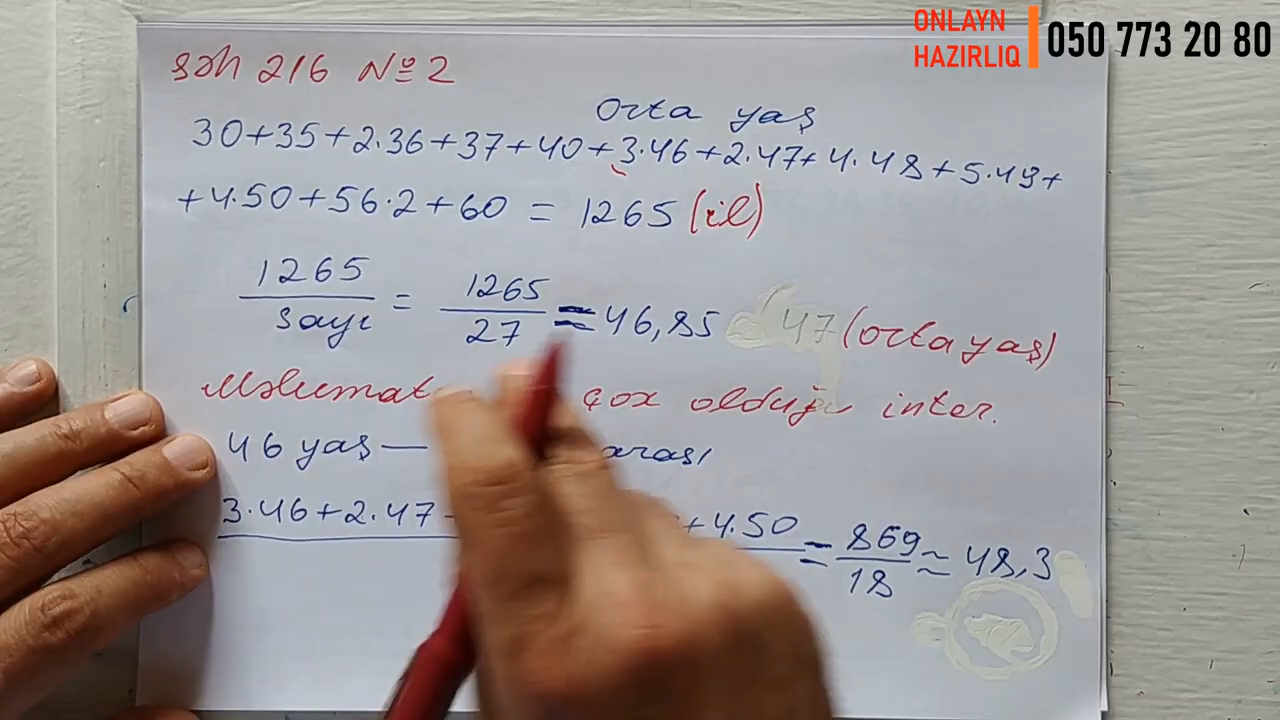 ONLAYN
HAZIRLIQ
050 773 20 80
səh 216 №2
Orta yaş
30+35+2·36+37+40+3·46+2·47+4·48+5·49+
+4·50+56·2+60 = 1265 (il)
1265/sayı = 1265/27 ≈ 46,85 47 (orta yaş)
çox olduğu inter.
46 yaş — arası
3·46+2·47 +4·50 = 869/18 ≈ 48,3